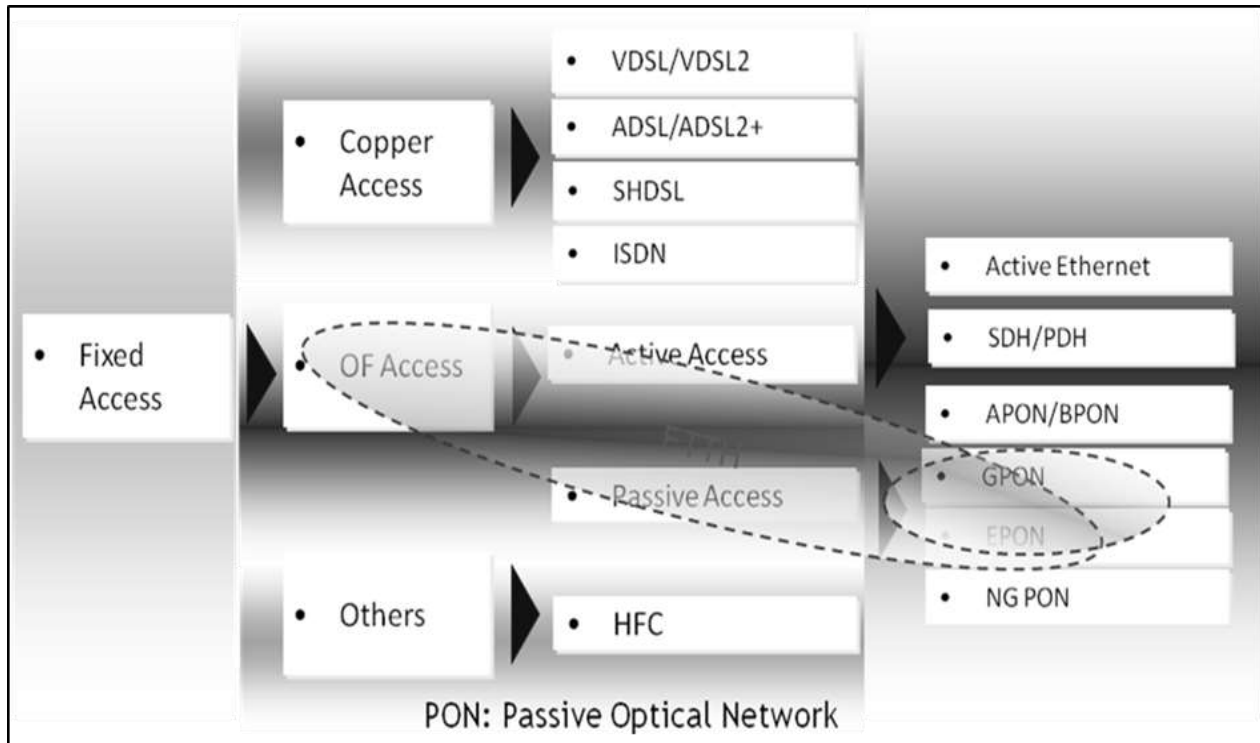 Fixed
Access
Copper
Access
OF Access
Others
VDSL/VDSL2
ADSL/ADSL2+
SHDSL
ISDN
Active Access
FTTH
Passive Access
HFC
Active Ethernet
SDH/PDH
APON/BPON
GPON
EPON
NG PON
PON: Passive Optical Network